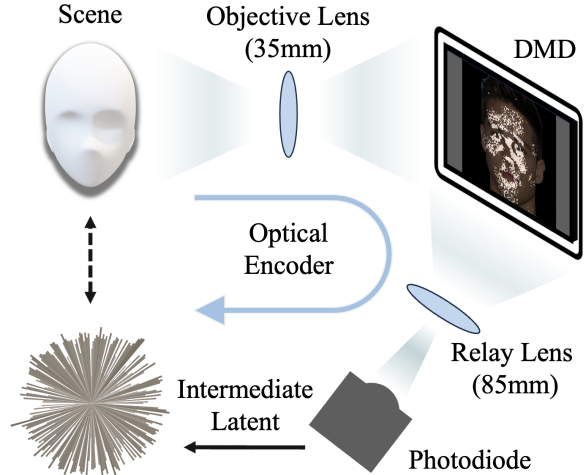 Scene
Objective Lens
(35mm)
DMD
Optical
Encoder
Relay Lens
(85mm)
Intermediate
Latent
Photodiode